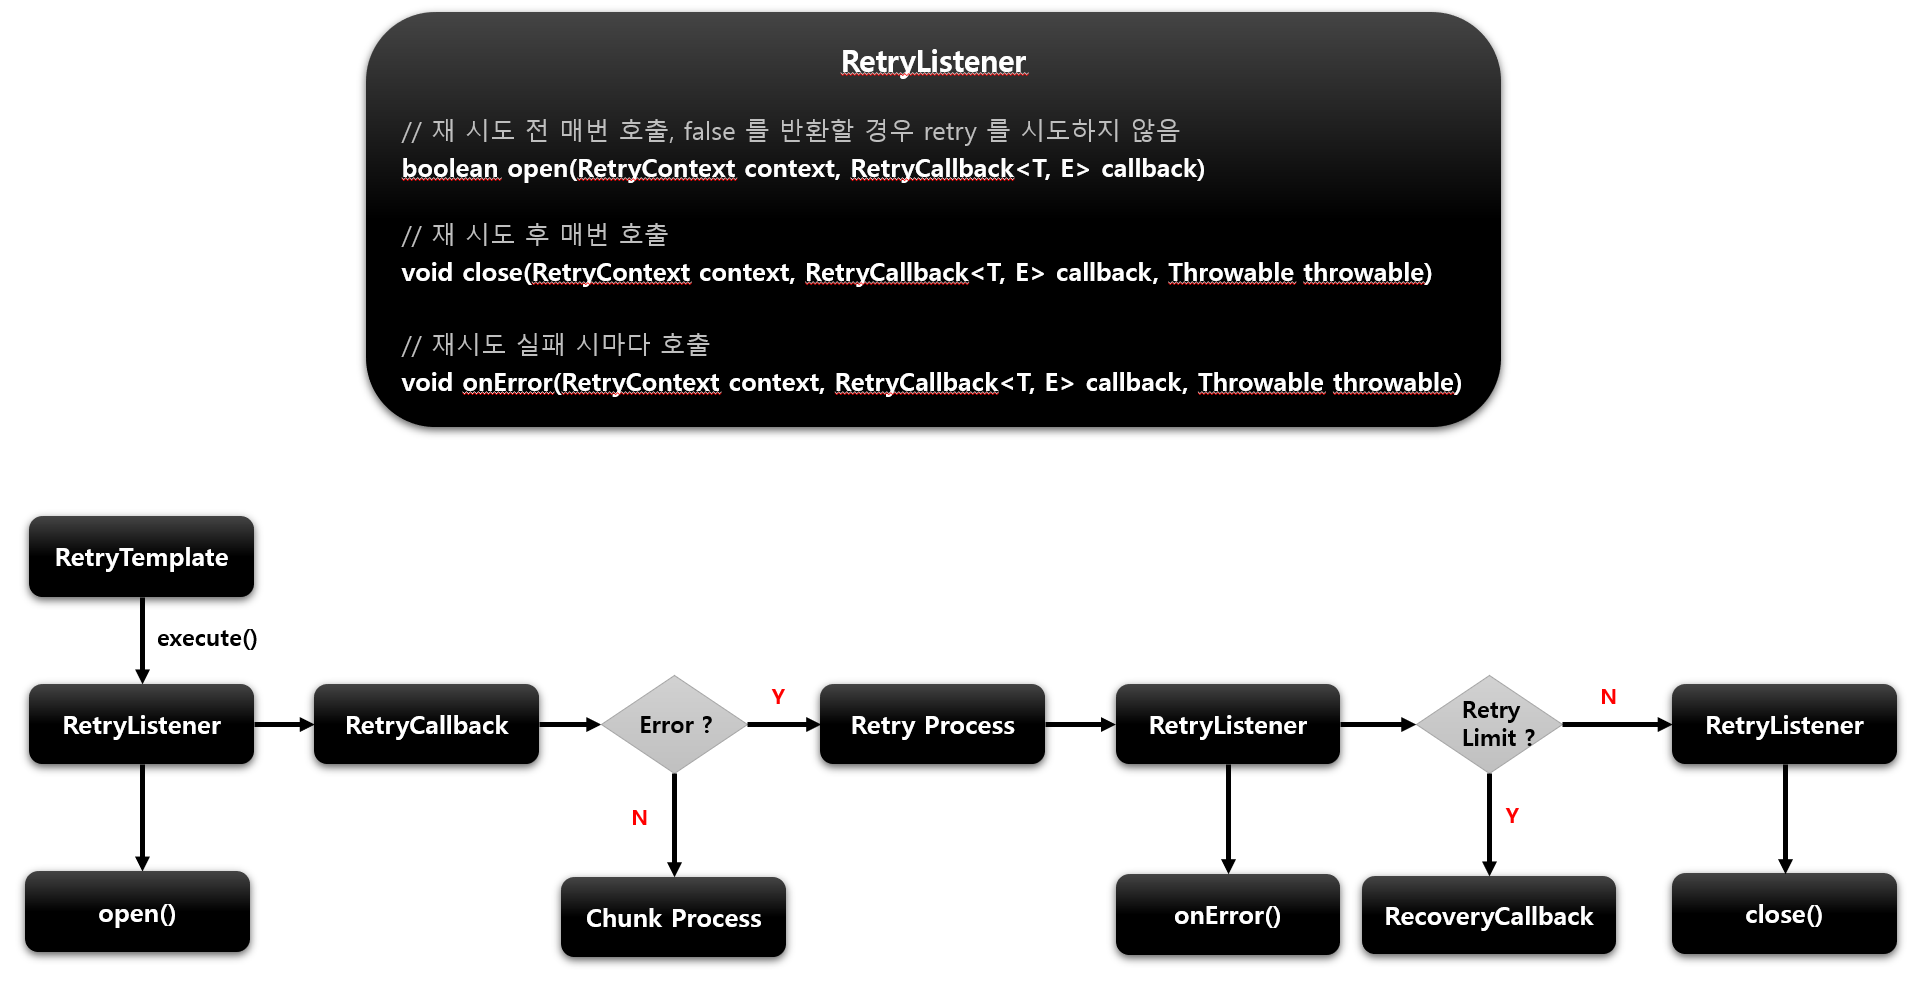 RetryListener
// 재 시도 전 매번 호출, false 를 반환할 경우 retry 를 시도하지 않음
boolean open(RetryContext context, RetryCallback<T, E> callback)
// 재 시도 후 매번 호출
void close(RetryContext context, RetryCallback<T, E> callback, Throwable throwable)
// 재시도 실패 시마다 호출
void onError(RetryContext context, RetryCallback<T, E> callback, Throwable throwable)
RetryTemplate
execute()
RetryListener
RetryCallback
Error ?
Y
Retry Process
RetryListener
Retry
Limit ?
N
RetryListener
N
Y
open()
Chunk Process
onError()
RecoveryCallback
close()